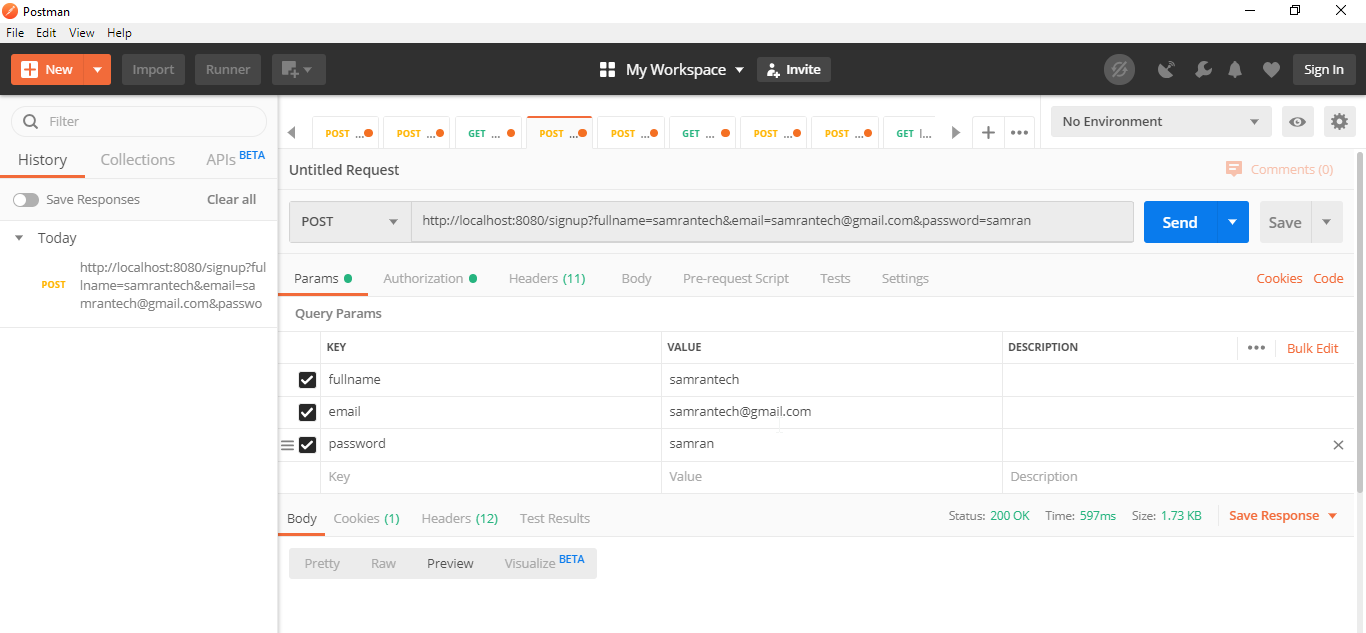 Postman
File Edit View Help
New Import Runner My Workspace Invite Sign In
Filter
History Collections APIs BETA
Save Responses Clear all
Today
POST http://localhost:8080/signup?ful
lname=samrantech&email=sa
mrantech@gmail.com&passwo
POST ... POST ... GET ... POST ... POST ... GET ... POST ... POST ... GET l... + ••• No Environment
Untitled Request Comments (0)
POST http://localhost:8080/signup?fullname=samrantech&email=samrantech@gmail.com&password=samran Send Save
Params Authorization Headers (11) Body Pre-request Script Tests Settings Cookies Code
Query Params
KEY VALUE DESCRIPTION ••• Bulk Edit
fullname samrantech
email samrantech@gmail.com
password samran
Key Value Description
Body Cookies (1) Headers (12) Test Results Status: 200 OK Time: 597ms Size: 1.73 KB Save Response
Pretty Raw Preview Visualize BETA